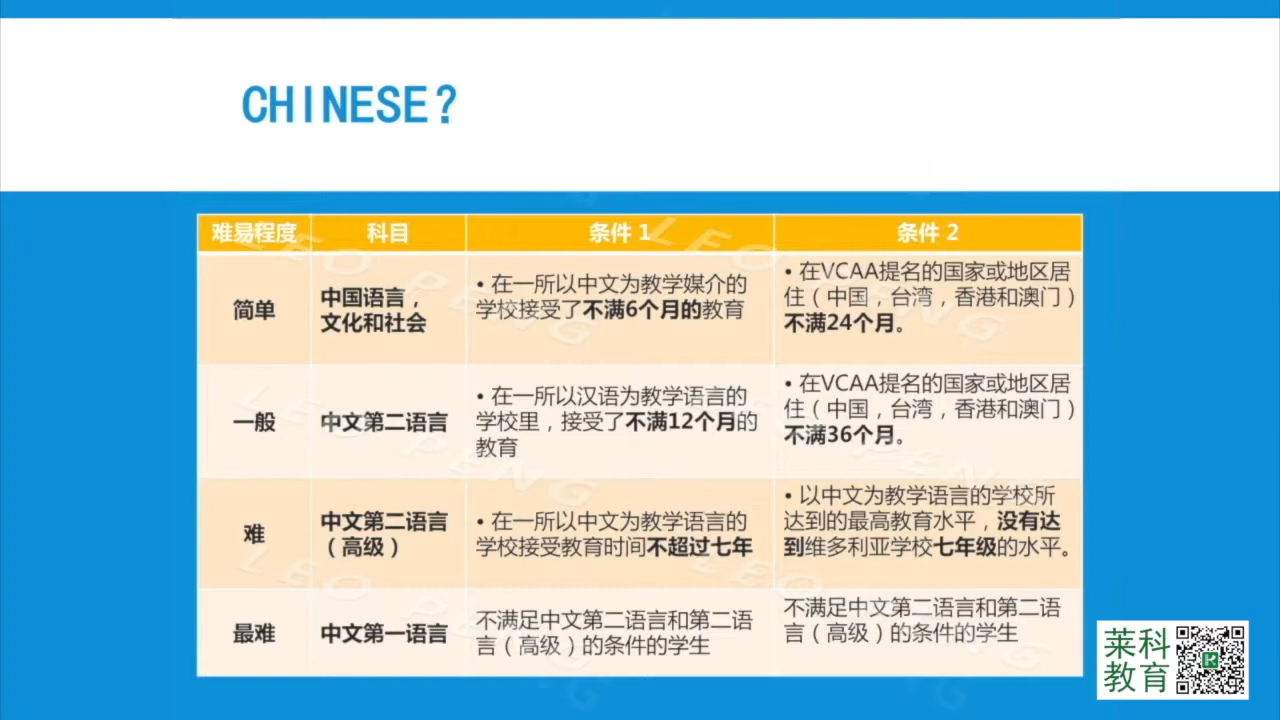 CHINESE?
难易程度 科目 条件 1 条件 2
简单
中国语言，
文化和社会
• 在一所以中文为教学媒介的
学校接受了不满6个月的教育
• 在VCAA提名的国家或地区居
住（中国，台湾，香港和澳门）
不满24个月。
一般
中文第二语言
• 在一所以汉语为教学语言的
学校里，接受了不满12个月的
教育
• 在VCAA提名的国家或地区居
住（中国，台湾，香港和澳门）
不满36个月。
难
中文第二语言
（高级）
• 在一所以中文为教学语言的
学校接受教育时间不超过七年
• 以中文为教学语言的学校所
达到的最高教育水平，没有达
到维多利亚学校七年级的水平。
最难
中文第一语言
不满足中文第二语言和第二语
言（高级）的条件的学生
不满足中文第二语言和第二语
言（高级）的条件的学生
LEO PENG
莱科
教育